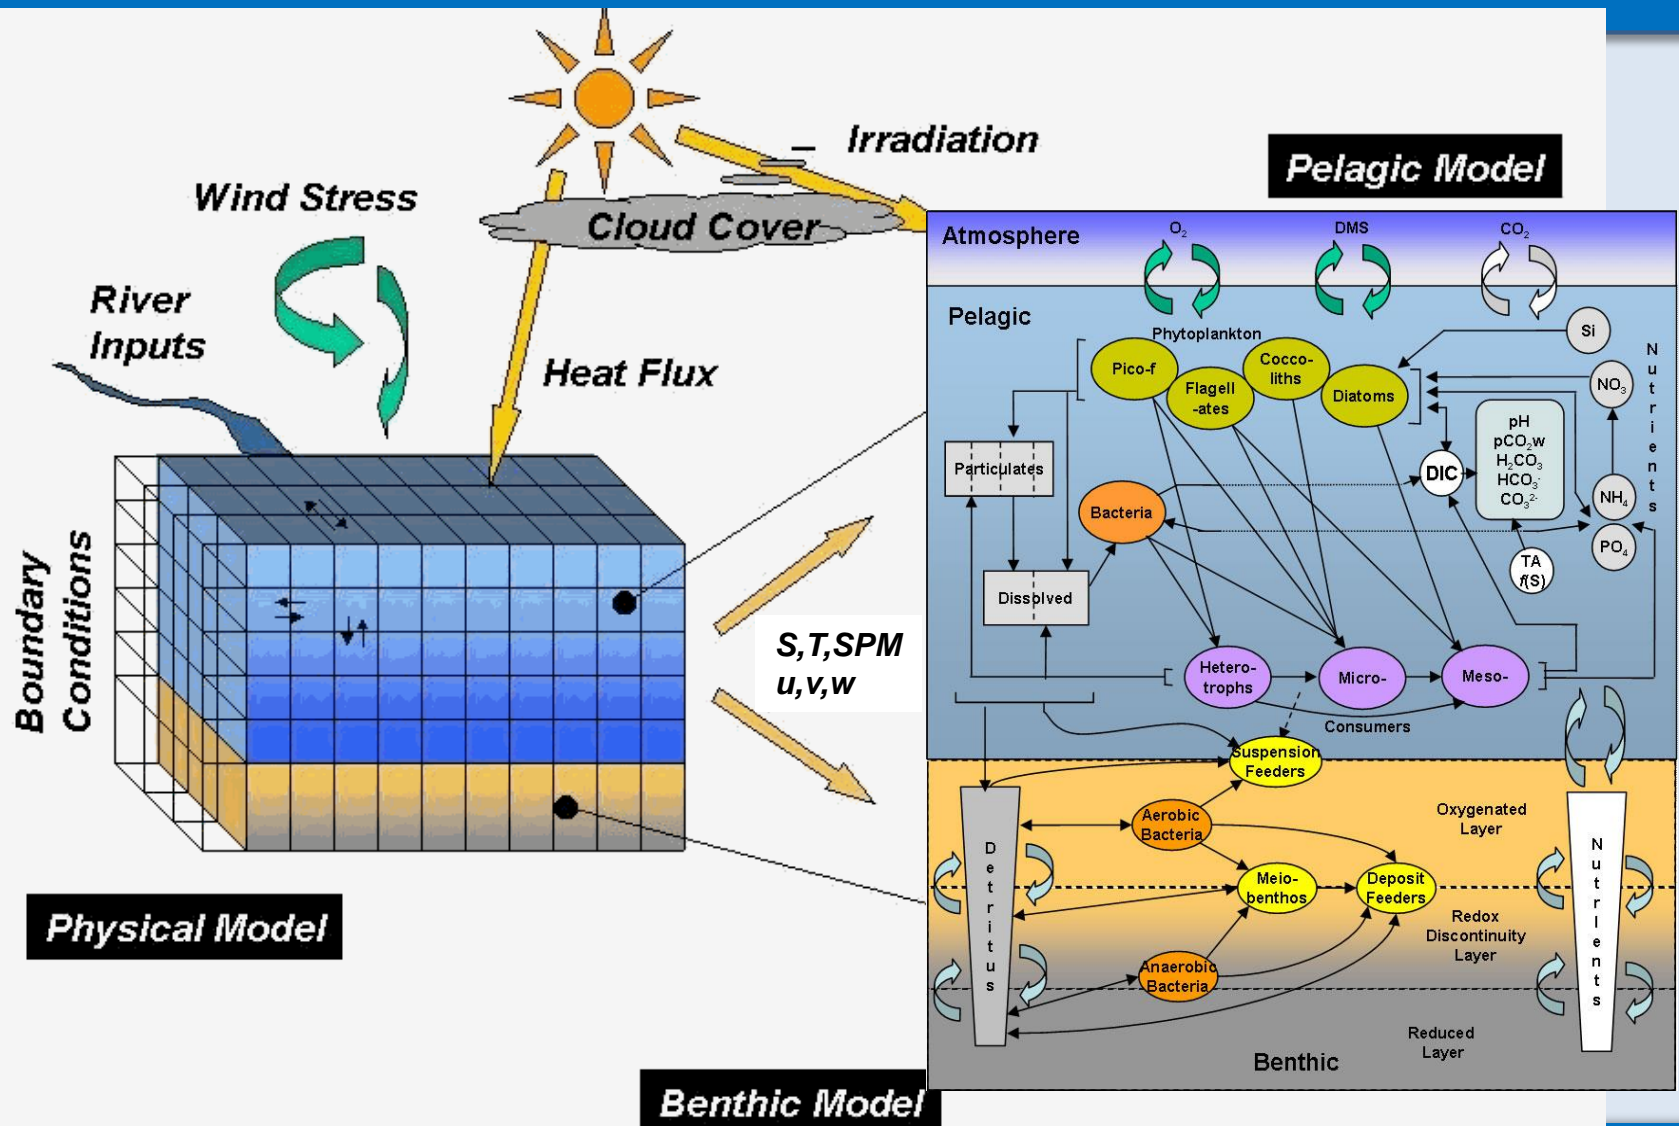 Irradiation
Pelagic Model
Wind Stress
Cloud Cover
River
Inputs
Heat Flux
Boundary
Conditions
S,T,SPM
u,v,w
Physical Model
Benthic Model
Atmosphere
O₂
DMS
CO₂
Pelagic
Phytoplankton
Pico-f
Flagell
-ates
Cocco-
liths
Diatoms
Si
NO₃
NH₄
PO₄
Nutrients
Particulates
Bacteria
Dissolved
DIC
pH
pCO₂w
H₂CO₃
HCO₃⁻
CO₃²⁻
TA
f(S)
Hetero-
trophs
Micro-
Meso-
Consumers
Suspension
Feeders
Aerobic
Bacteria
Oxygenated
Layer
Detritus
Meio-
benthos
Deposit
Feeders
Nutrients
Redox
Discontinuity
Layer
Anaerobic
Bacteria
Reduced
Layer
Benthic